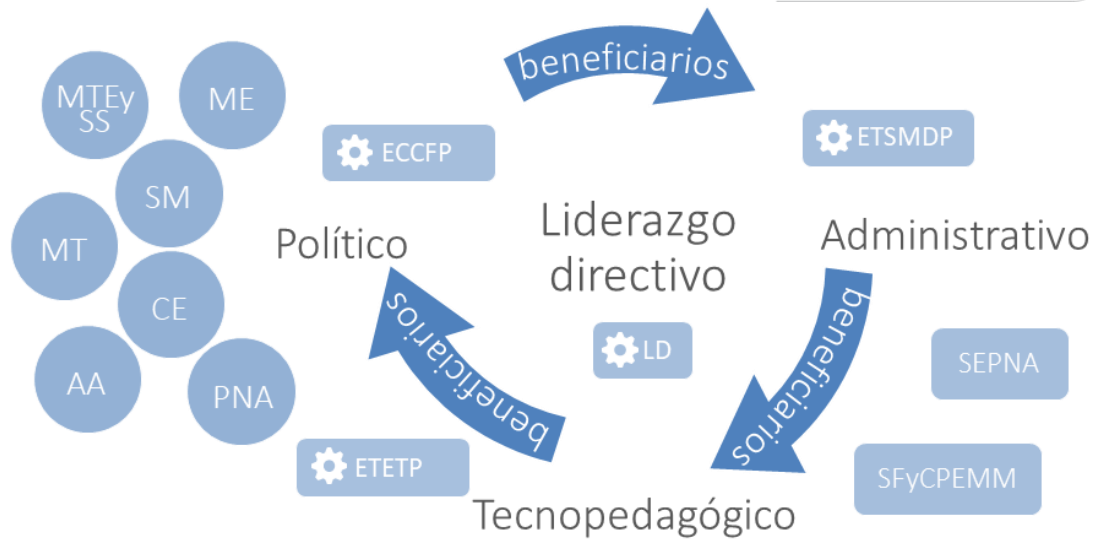 beneficiarios
MTEy
SS
ME
ECCFP
ETSMDP
SM
Liderazgo
directivo
MT
Político
Administrativo
CE
beneficiarios
beneficiarios
LD
AA
PNA
SEPNA
ETETP
SFyCPEMM
Tecnopedagógico